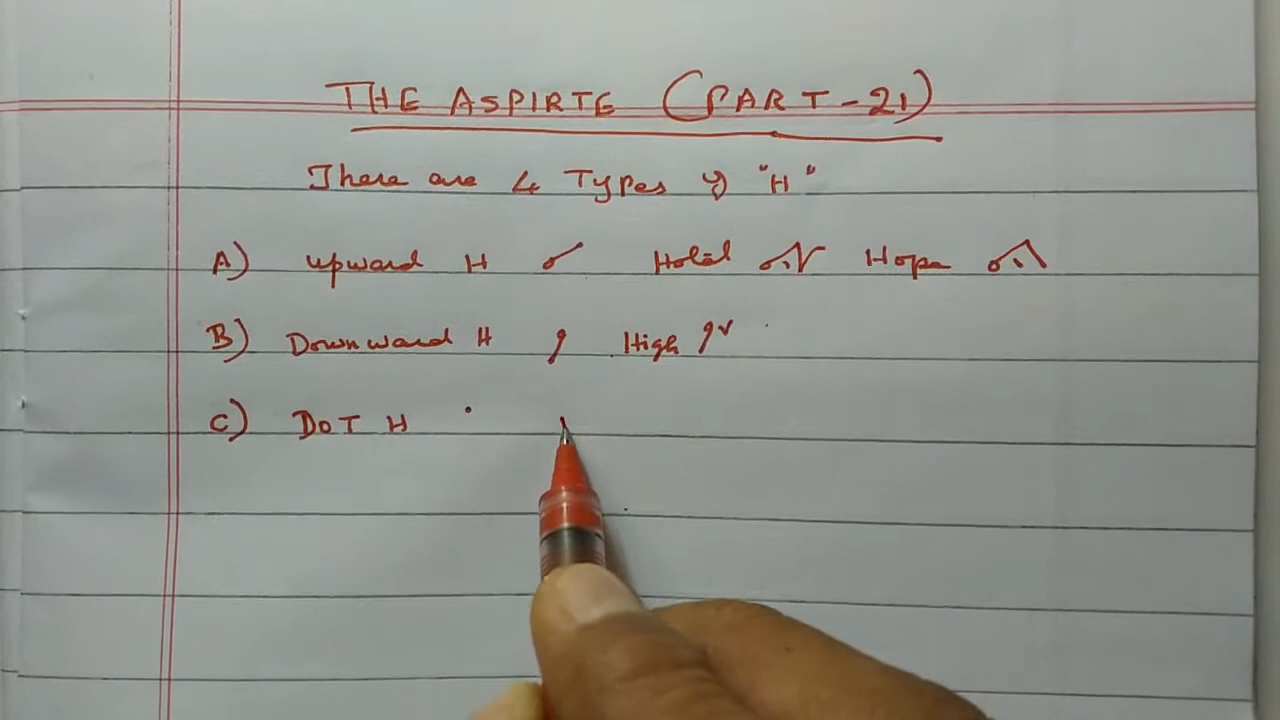 THE ASPIRTE (PART-21)
There are 4 Types of "H"
A) upward H Hotel Hope
B) Downward H High
C) DOT H